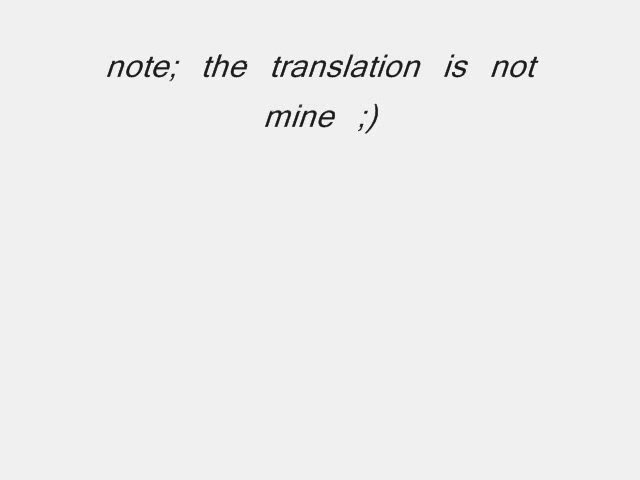 note; the translation is not
mine ;)